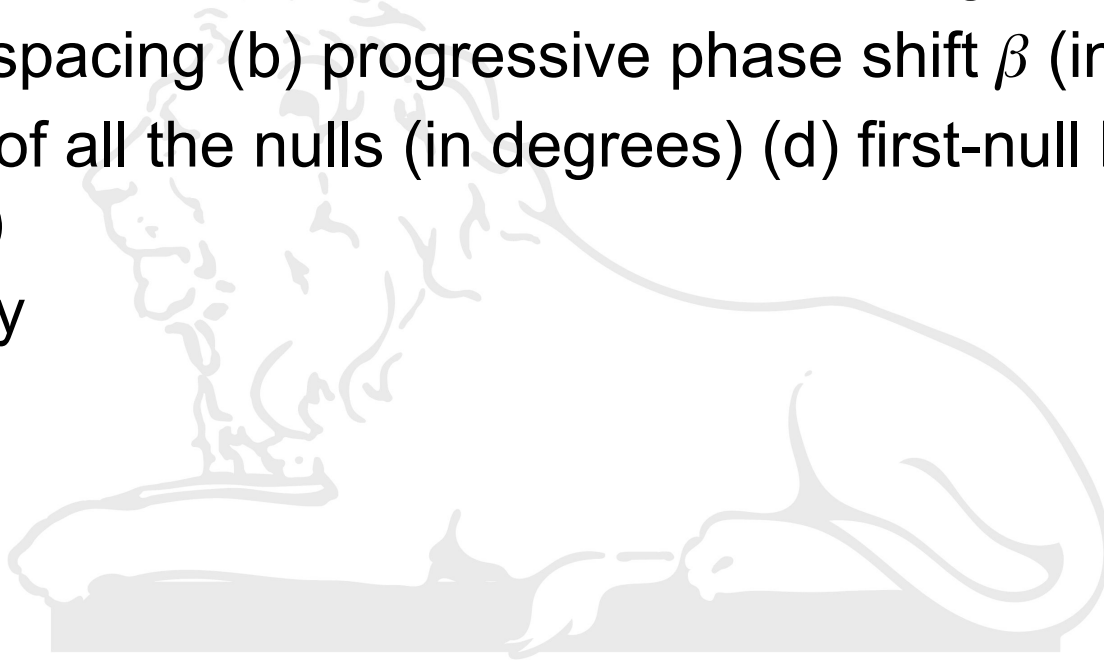 spacing (b) progressive phase shift β (in
of all the nulls (in degrees) (d) first-null
)
y